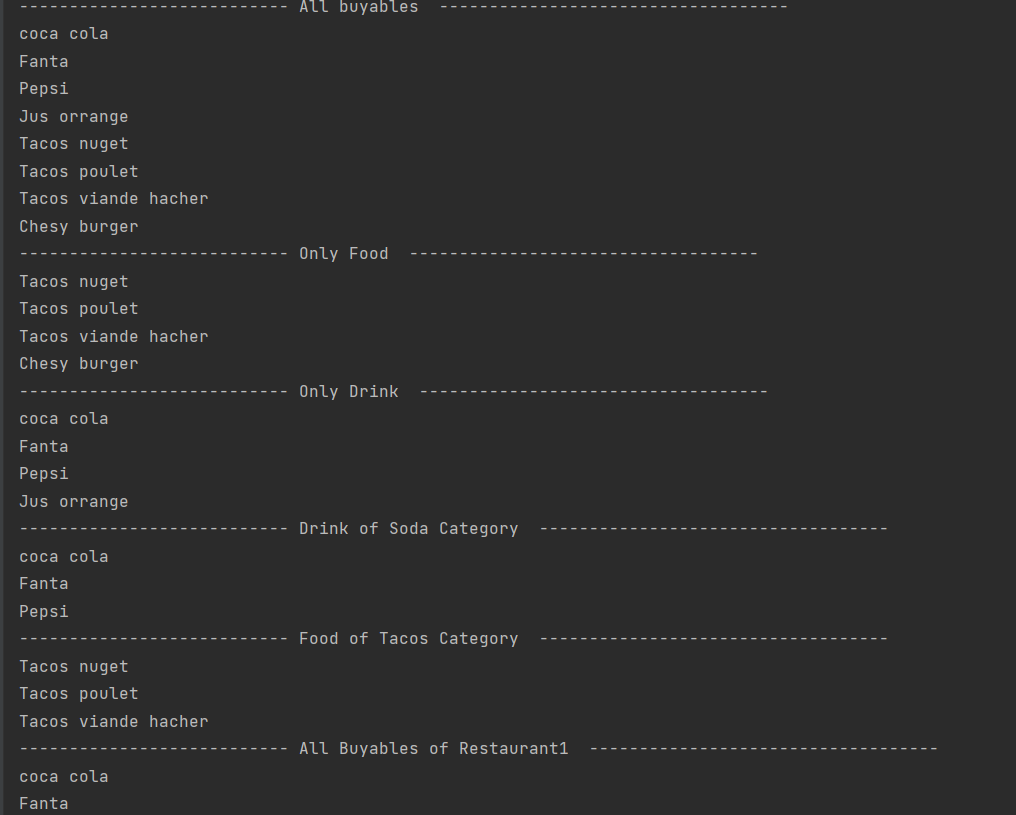 --------------------------- All buyables  -----------------------------------
coca cola
Fanta
Pepsi
Jus orrange
Tacos nuget
Tacos poulet
Tacos viande hacher
Chesy burger
--------------------------- Only Food  -----------------------------------
Tacos nuget
Tacos poulet
Tacos viande hacher
Chesy burger
--------------------------- Only Drink  -----------------------------------
coca cola
Fanta
Pepsi
Jus orrange
--------------------------- Drink of Soda Category  -----------------------------------
coca cola
Fanta
Pepsi
--------------------------- Food of Tacos Category  -----------------------------------
Tacos nuget
Tacos poulet
Tacos viande hacher
--------------------------- All Buyables of Restaurant1  -----------------------------------
coca cola
Fanta